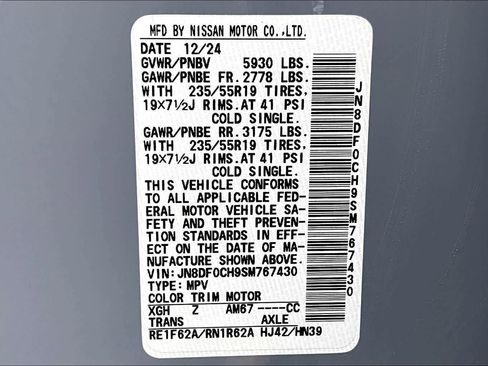 MFD BY NISSAN MOTOR CO.,LTD.
DATE 12/24
GVWR/PNBV 5930 LBS.
GAWR/PNBE FR. 2778 LBS.
WITH 235/55R19 TIRES,
19×7½J RIMS.AT 41 PSI
COLD SINGLE.
GAWR/PNBE RR. 3175 LBS.
WITH 235/55R19 TIRES,
19×7½J RIMS.AT 41 PSI
COLD SINGLE.
THIS VEHICLE CONFORMS
TO ALL APPLICABLE FED-
ERAL MOTOR VEHICLE SA-
FETY AND THEFT PREVEN-
TION STANDARDS IN EFF-
ECT ON THE DATE OF MA-
NUFACTURE SHOWN ABOVE.
VIN: JN8DF0CH9SM767430
TYPE: MPV
COLOR TRIM MOTOR
XGH Z AM67 ----CC
TRANS AXLE
RE1F62A/RN1R62A HJ42/HN39
JN8DF0CH9SM767430